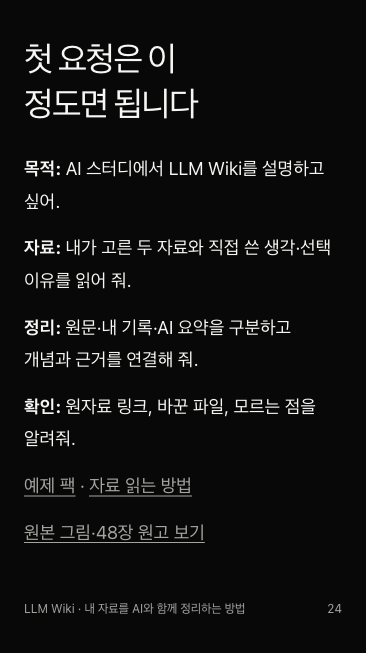 첫 요청은 이
정도면 됩니다
목적: AI 스터디에서 LLM Wiki를 설명하고
싶어.
자료: 내가 고른 두 자료와 직접 쓴 생각·선택
이유를 읽어 줘.
정리: 원문·내 기록·AI 요약을 구분하고
개념과 근거를 연결해 줘.
확인: 원자료 링크, 바꾼 파일, 모르는 점을
알려줘.
예제 팩 · 자료 읽는 방법
원본 그림·48장 원고 보기
LLM Wiki · 내 자료를 AI와 함께 정리하는 방법 24